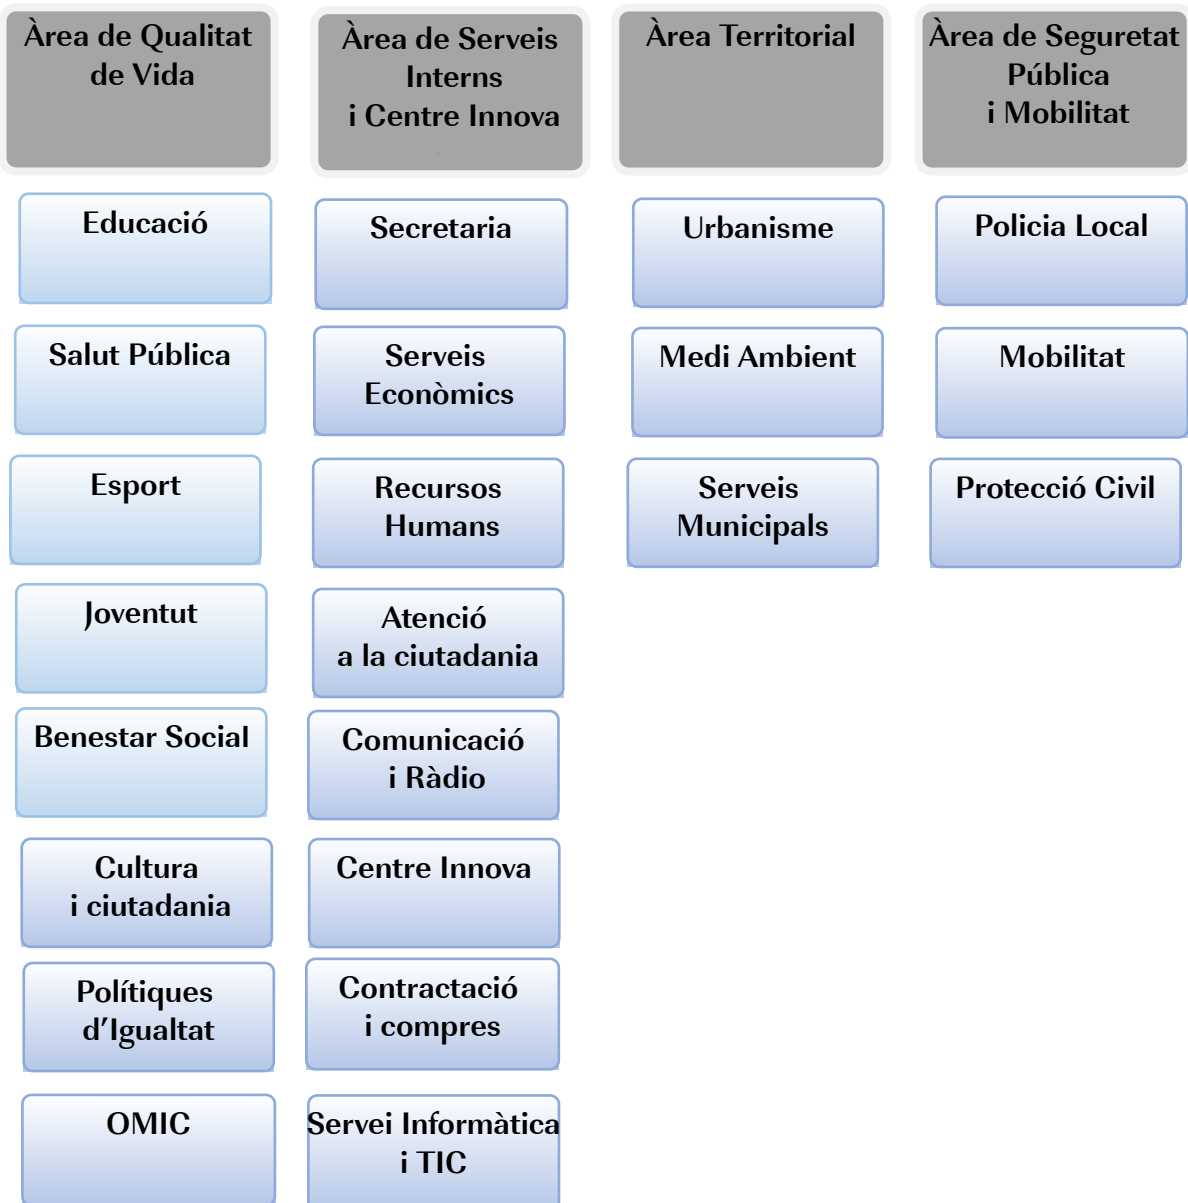 Àrea de Qualitat
de Vida
Educació
Salut Pública
Esport
Joventut
Benestar Social
Cultura
i ciutadania
Polítiques
d’Igualtat
OMIC
Àrea de Serveis
Interns
i Centre Innova
Secretaria
Serveis
Econòmics
Recursos
Humans
Atenció
a la ciutadania
Comunicació
i Ràdio
Centre Innova
Contractació
i compres
Servei Informàtica
i TIC
Àrea Territorial
Urbanisme
Medi Ambient
Serveis
Municipals
Àrea de Seguretat
Pública
i Mobilitat
Policia Local
Mobilitat
Protecció Civil